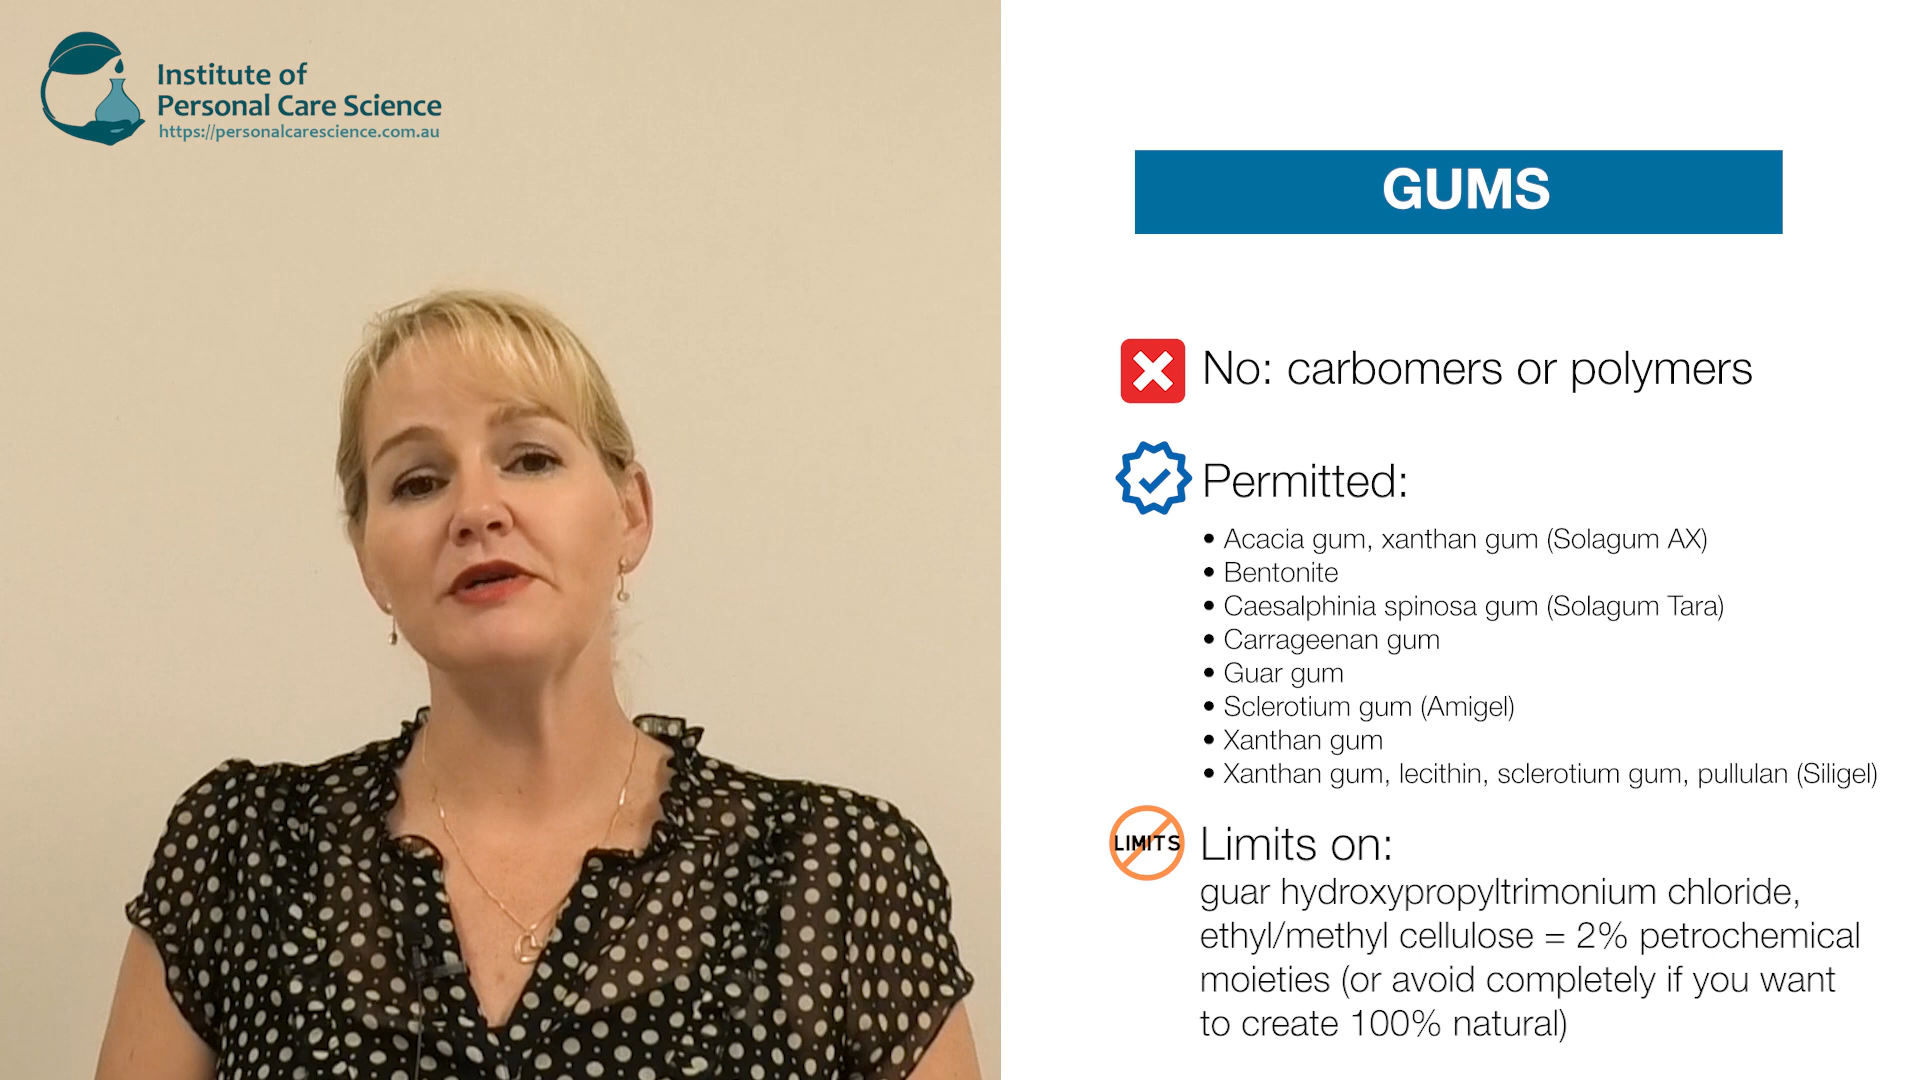 Institute of
Personal Care Science
https://personalcarescience.com.au
GUMS
No: carbomers or polymers
Permitted:
• Acacia gum, xanthan gum (Solagum AX)
• Bentonite
• Caesalphinia spinosa gum (Solagum Tara)
• Carrageenan gum
• Guar gum
• Sclerotium gum (Amigel)
• Xanthan gum
• Xanthan gum, lecithin, sclerotium gum, pullulan (Siligel)
LIMITS
Limits on:
guar hydroxypropyltrimonium chloride,
ethyl/methyl cellulose = 2% petrochemical
moieties (or avoid completely if you want
to create 100% natural)